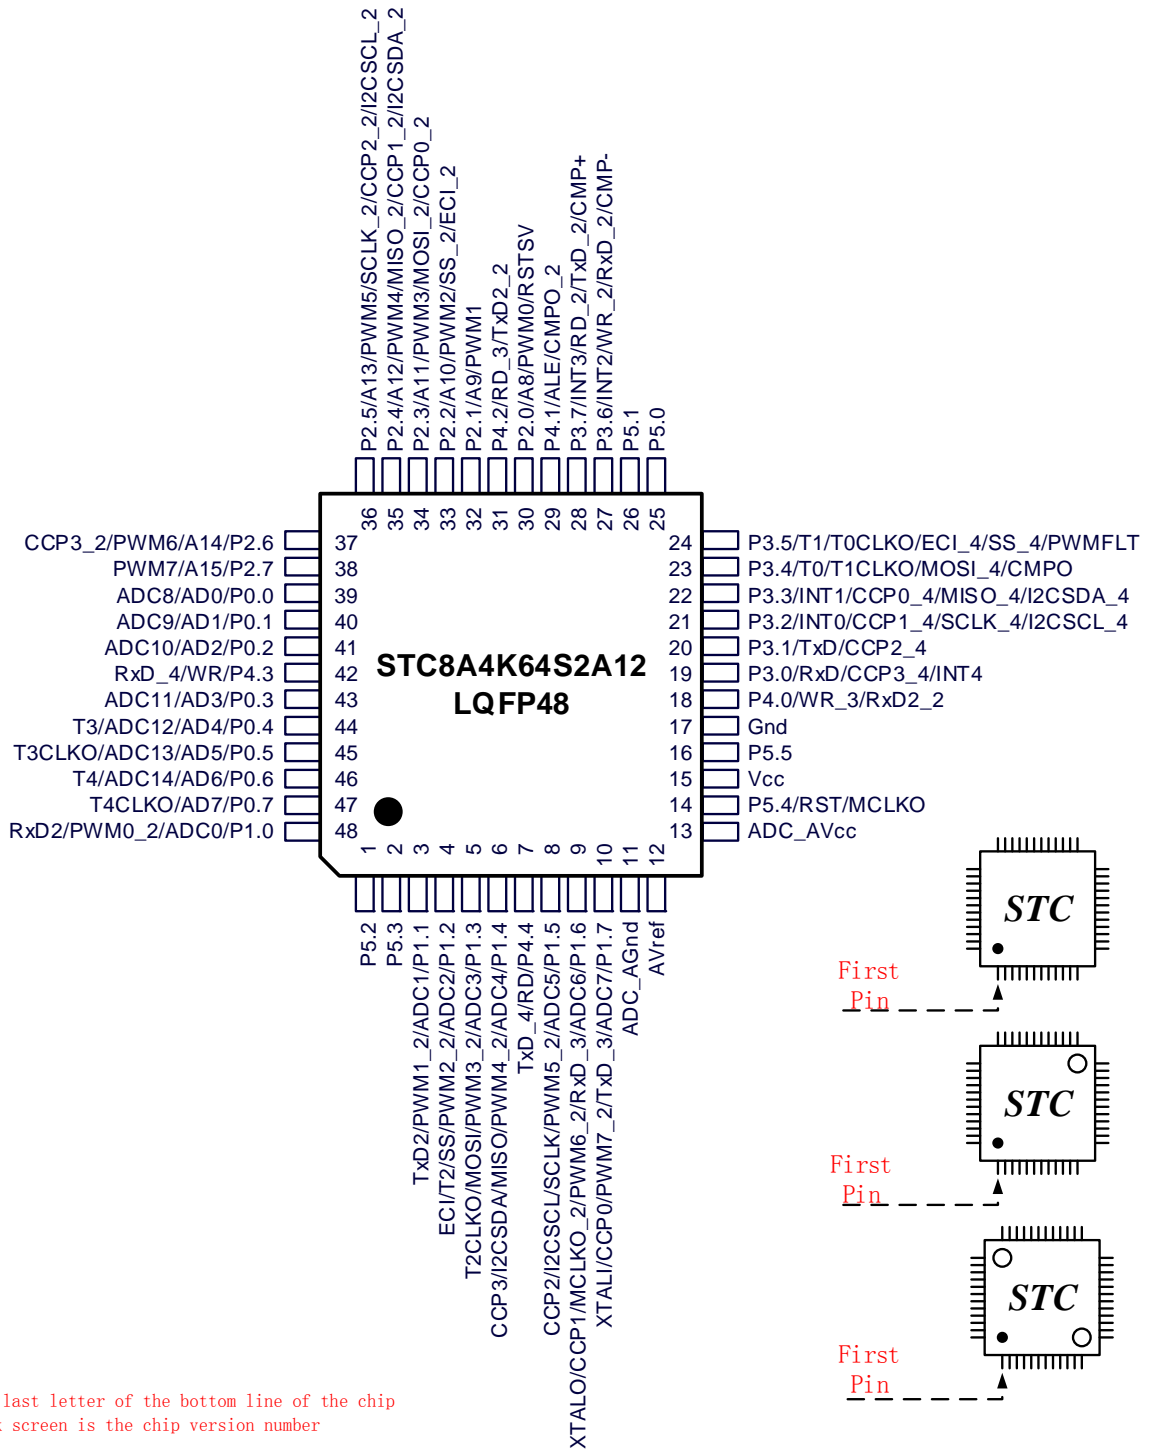 P2.5/A13/PWM5/SCLK_2/CCP2_2/I2CSCL_2
P2.4/A12/PWM4/MISO_2/CCP1_2/I2CSDA_2
P2.3/A11/PWM3/MOSI_2/CCP0_2
P2.2/A10/PWM2/SS_2/ECI_2
P2.1/A9/PWM1
P4.2/RD_3/TxD2_2
P2.0/A8/PWM0/RSTSV
P4.1/ALE/CMPO_2
P3.7/INT3/RD_2/TxD_2/CMP+
P3.6/INT2/WR_2/RxD_2/CMP-
P5.1
P5.0
36 35 34 33 32 31 30 29 28 27 26 25
CCP3_2/PWM6/A14/P2.6 37
PWM7/A15/P2.7 38
ADC8/AD0/P0.0 39
ADC9/AD1/P0.1 40
ADC10/AD2/P0.2 41
RxD_4/WR/P4.3 42
ADC11/AD3/P0.3 43
T3/ADC12/AD4/P0.4 44
T3CLKO/ADC13/AD5/P0.5 45
T4/ADC14/AD6/P0.6 46
T4CLKO/AD7/P0.7 47
RxD2/PWM0_2/ADC0/P1.0 48
STC8A4K64S2A12
LQFP48
24 P3.5/T1/T0CLKO/ECI_4/SS_4/PWMFLT
23 P3.4/T0/T1CLKO/MOSI_4/CMPO
22 P3.3/INT1/CCP0_4/MISO_4/I2CSDA_4
21 P3.2/INT0/CCP1_4/SCLK_4/I2CSCL_4
20 P3.1/TxD/CCP2_4
19 P3.0/RxD/CCP3_4/INT4
18 P4.0/WR_3/RxD2_2
17 Gnd
16 P5.5
15 Vcc
14 P5.4/RST/MCLKO
13 ADC_AVcc
1 2 3 4 5 6 7 8 9 10 11 12
P5.2
P5.3
TxD2/PWM1_2/ADC1/P1.1
ECI/T2/SS/PWM2_2/ADC2/P1.2
T2CLKO/MOSI/PWM3_2/ADC3/P1.3
CCP3/I2CSDA/MISO/PWM4_2/ADC4/P1.4
TxD_4/RD/P4.4
CCP2/I2CSCL/SCLK/PWM5_2/ADC5/P1.5
XTALO/CCP1/MCLKO_2/PWM6_2/RxD_3/ADC6/P1.6
XTALI/CCP0/PWM7_2/TxD_3/ADC7/P1.7
ADC_AGnd
AVref
STC
First
Pin
STC
First
Pin
STC
First
Pin
last letter of the bottom line of the chip
screen is the chip version number